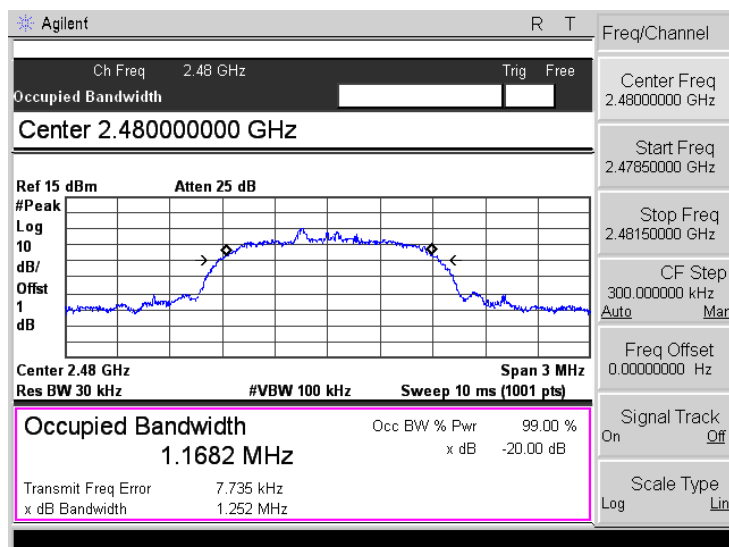 Agilent R T
Ch Freq 2.48 GHz Trig Free
Occupied Bandwidth
Center 2.480000000 GHz
Ref 15 dBm Atten 25 dB
#Peak
Log
10
dB/
Offst
1
dB
Center 2.48 GHz Span 3 MHz
Res BW 30 kHz #VBW 100 kHz Sweep 10 ms (1001 pts)
Occupied Bandwidth
1.1682 MHz
Occ BW % Pwr 99.00 %
x dB -20.00 dB
Transmit Freq Error 7.735 kHz
x dB Bandwidth 1.252 MHz
Freq/Channel
Center Freq
2.48000000 GHz
Start Freq
2.47850000 GHz
Stop Freq
2.48150000 GHz
CF Step
300.000000 kHz
Auto Man
Freq Offset
0.00000000 Hz
Signal Track
On Off
Scale Type
Log Lin